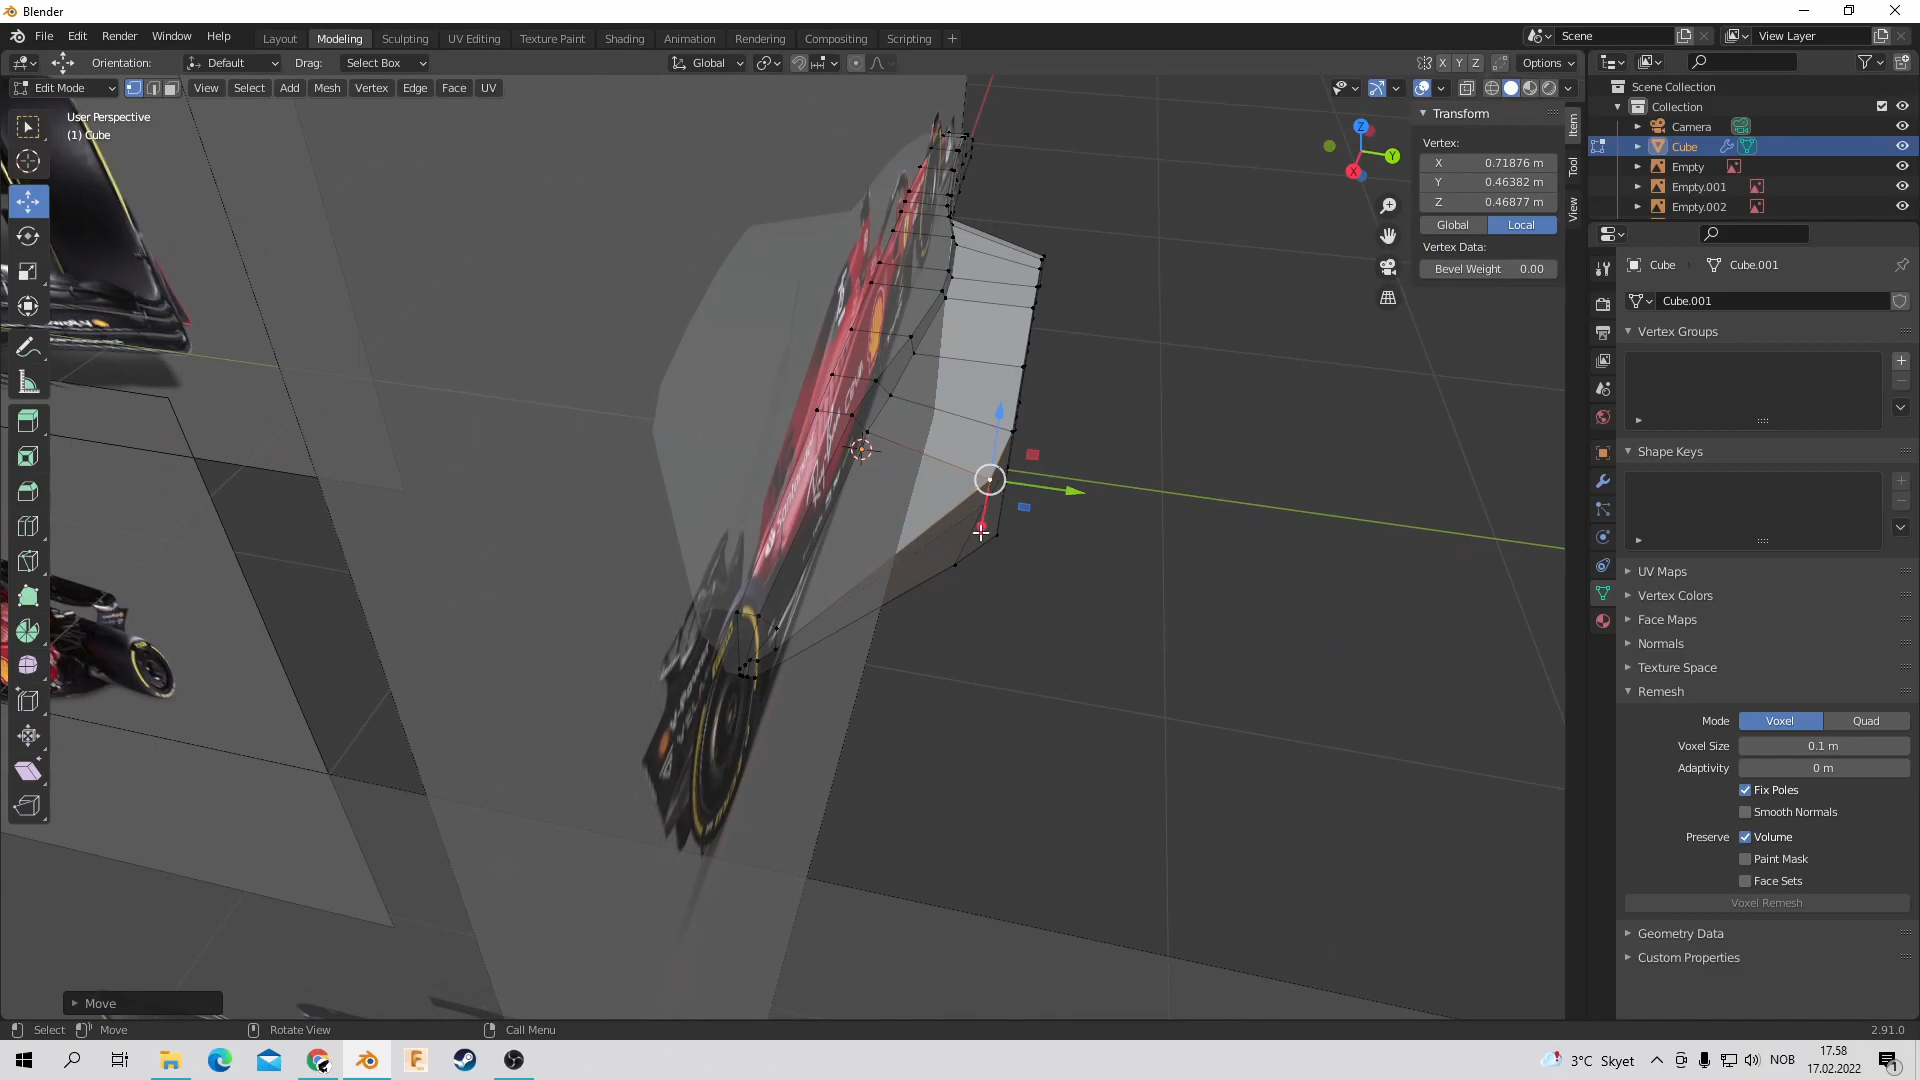 Blender
File Edit Render Window Help
Layout Modeling Sculpting UV Editing Texture Paint Shading Animation Rendering Compositing Scripting
Scene
View Layer
Orientation: Default Drag: Select Box
Global
X Y Z Options
Edit Mode View Select Add Mesh Vertex Edge Face UV
User Perspective
(1) Cube
Z
Y
X
Transform
Vertex:
X 0.71876 m
Y 0.46382 m
Z 0.46877 m
Global Local
Vertex Data:
Bevel Weight 0.00
Item
Tool
View
Scene Collection
Collection
Camera
Cube
Empty
Empty.001
Empty.002
Cube Cube.001
Cube.001
Vertex Groups
Shape Keys
UV Maps
Vertex Colors
Face Maps
Normals
Texture Space
Remesh
Mode Voxel Quad
Voxel Size 0.1 m
Adaptivity 0 m
Fix Poles
Smooth Normals
Preserve Volume
Paint Mask
Face Sets
Voxel Remesh
Geometry Data
Custom Properties
Move
Select Move Rotate View Call Menu 2.91.0
3°C Skyet NOB 17.58
17.02.2022